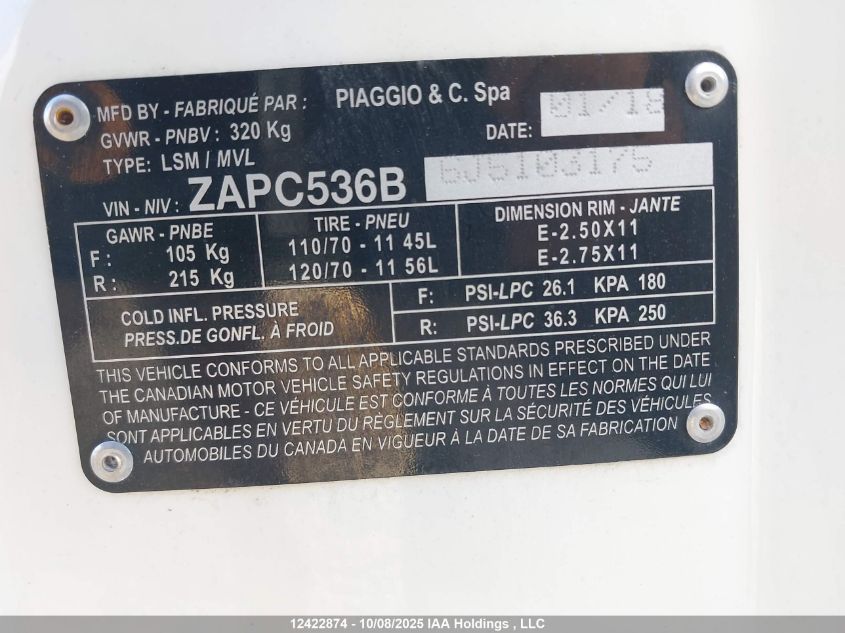 MFD BY - FABRIQUÉ PAR : PIAGGIO & C. Spa
GVWR - PNBV : 320 Kg DATE: 01/18
TYPE: LSM / MVL
VIN - NIV : ZAPC536B6J5103175
GAWR - PNBE TIRE - PNEU DIMENSION RIM - JANTE
F : 105 Kg 110/70 - 11 45L E-2.50X11
R : 215 Kg 120/70 - 11 56L E-2.75X11
COLD INFL. PRESSURE F: PSI-LPC 26.1 KPA 180
PRESS.DE GONFL. À FROID R: PSI-LPC 36.3 KPA 250
THIS VEHICLE CONFORMS TO ALL APPLICABLE STANDARDS PRESCRIBED UNDER
THE CANADIAN MOTOR VEHICLE SAFETY REGULATIONS IN EFFECT ON THE DATE
OF MANUFACTURE - CE VÉHICULE EST CONFORME À TOUTES LES NORMES QUI LUI
SONT APPLICABLES EN VERTU DU RÈGLEMENT SUR LA SÉCURITÉ DES VÉHICULES
AUTOMOBILES DU CANADA EN VIGUEUR À LA DATE DE SA FABRICATION
12422874 - 10/08/2025 IAA Holdings , LLC